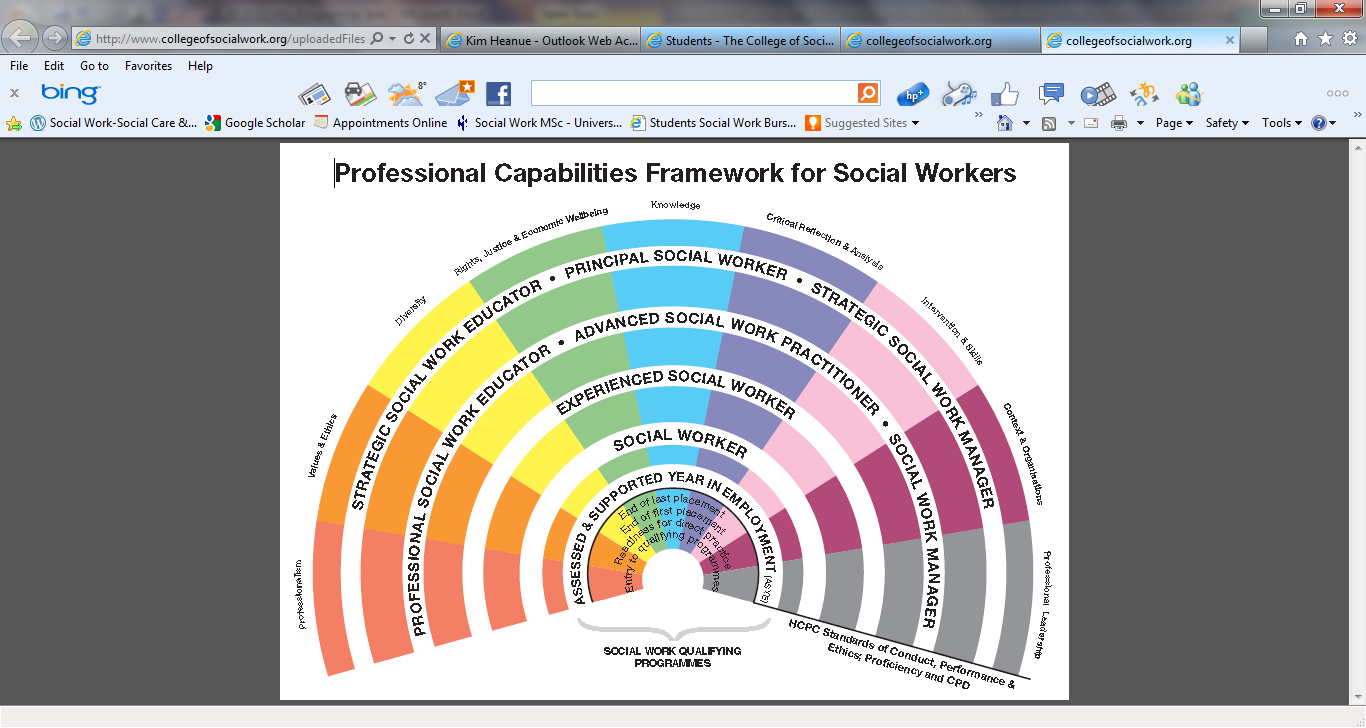 http://www.collegeofsocialwork.org/uploadedFiles
Kim Heanue - Outlook Web Ac...
Students - The College of Soci...
collegeofsocialwork.org
collegeofsocialwork.org
File Edit Go to Favorites Help
bing
8°
hp+
Social Work-Social Care &...
Google Scholar
Appointments Online
Social Work MSc - Univers...
Students Social Work Burs...
Suggested Sites
Page
Safety
Tools
Professional Capabilities Framework for Social Workers
Professionalism
Values & Ethics
Diversity
Rights, Justice & Economic Wellbeing
Knowledge
Critical Reflection & Analysis
Intervention & Skills
Context & Organisations
Professional Leadership
STRATEGIC SOCIAL WORK EDUCATOR • PRINCIPAL SOCIAL WORKER • STRATEGIC SOCIAL WORK MANAGER
PROFESSIONAL SOCIAL WORK EDUCATOR • ADVANCED SOCIAL WORK PRACTITIONER • SOCIAL WORK MANAGER
EXPERIENCED SOCIAL WORKER
SOCIAL WORKER
ASSESSED & SUPPORTED YEAR IN EMPLOYMENT (ASYE)
End of last placement
End of first placement
Readiness for direct practice
Entry to qualifying programmes
SOCIAL WORK QUALIFYING
PROGRAMMES
HCPC Standards of Conduct, Performance &
Ethics; Proficiency and CPD